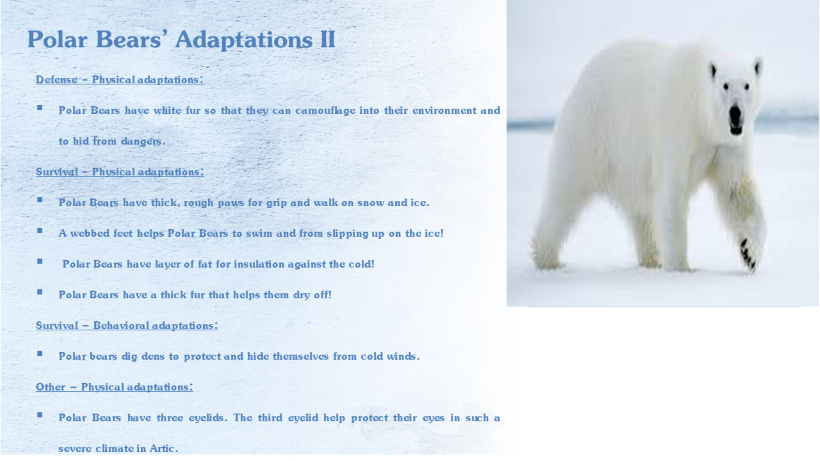 Polar Bears' Adaptations II
Defense – Physical adaptations:
▪ Polar Bears have white fur so that they can camouflage into their environment and
to hid from dangers.
Survival – Physical adaptations:
▪ Polar Bears have thick, rough paws for grip and walk on snow and ice.
▪ A webbed feet helps Polar Bears to swim and from slipping up on the ice!
▪ Polar Bears have layer of fat for insulation against the cold!
▪ Polar Bears have a thick fur that helps them dry off!
Survival – Behavioral adaptations:
▪ Polar bears dig dens to protect and hide themselves from cold winds.
Other – Physical adaptations:
▪ Polar Bears have three eyelids. The third eyelid help protect their eyes in such a
severe climate in Artic.